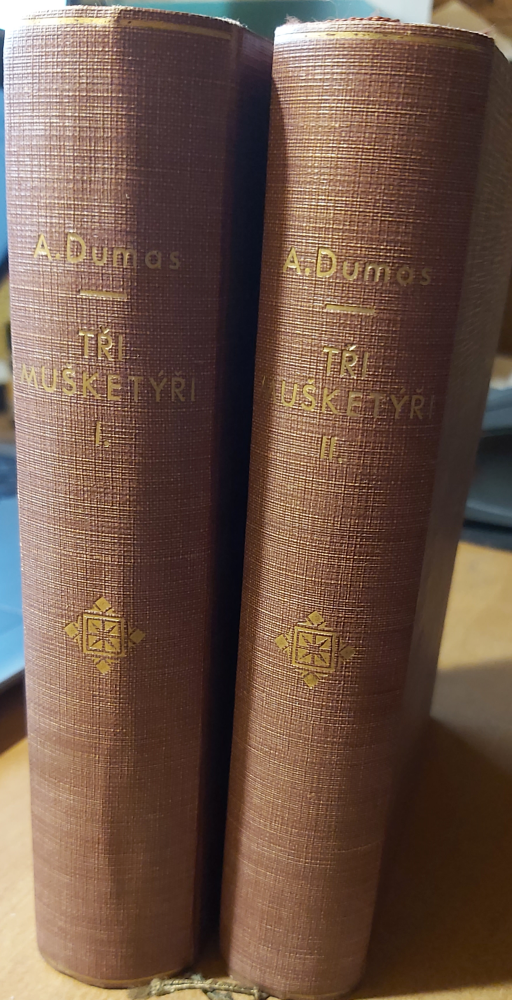 A. Dumas
TŘI
MUŠKETÝŘI
I.
A. Dumas
TŘI
MUŠKETÝŘI
II.